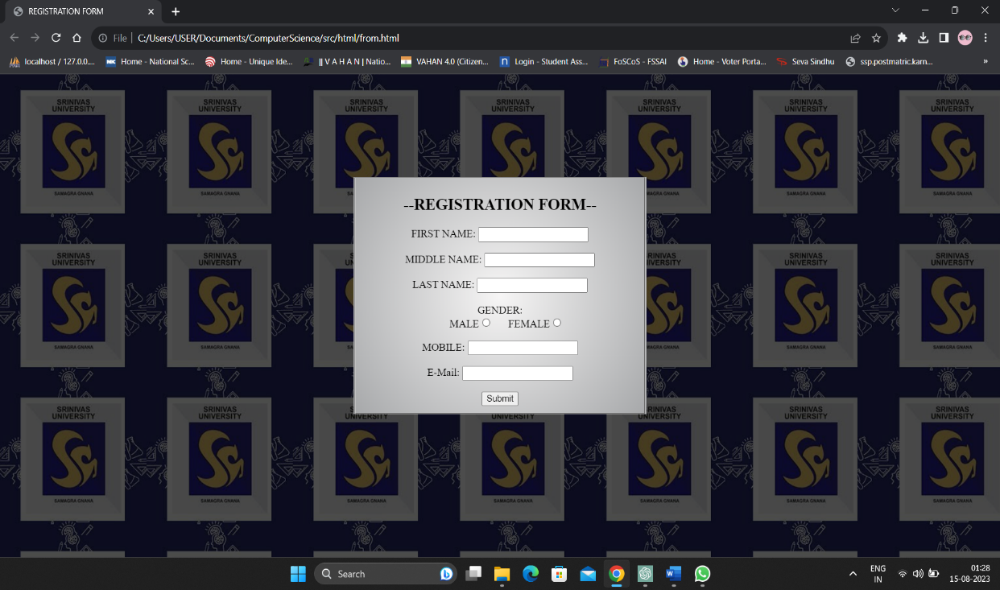 REGISTRATION FORM
File C:/Users/USER/Documents/ComputerScience/src/html/from.html
localhost / 127.0.0.... Home - National Sc... Home - Unique Ide... || V A H A N | Natio... VAHAN 4.0 (Citizen... Login - Student Ass... FoSCoS - FSSAI Home - Voter Porta... Seva Sindhu ssp.postmatric.karn... »
SRINIVAS UNIVERSITY
SAMAGRA GNANA
--REGISTRATION FORM--
FIRST NAME:
MIDDLE NAME:
LAST NAME:
GENDER:
MALE FEMALE
MOBILE:
E-Mail:
Submit
Search
ENG
IN
01:28
15-08-2023